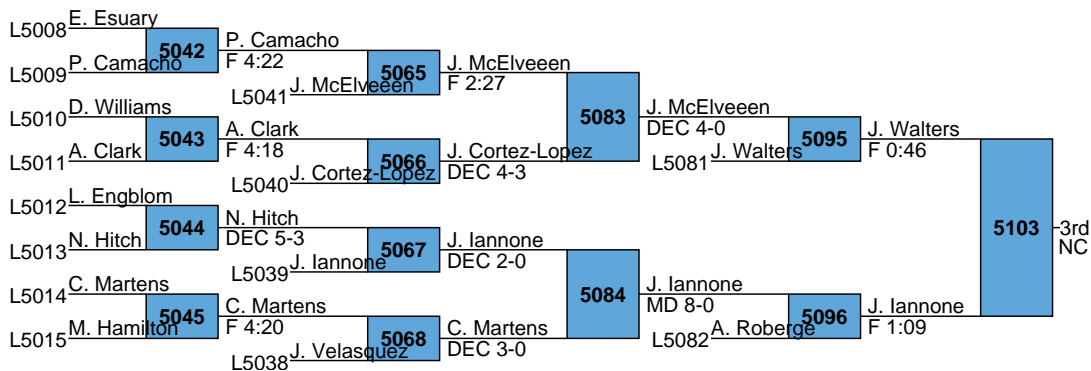 L5008 E. Esuary
5042
L5009 P. Camacho
P. Camacho
F 4:22
5065
L5041 J. McElveeen
J. McElveeen
F 2:27
L5010 D. Williams
5043
L5011 A. Clark
A. Clark
F 4:18
5066
L5040 J. Cortez-Lopez
J. Cortez-Lopez
DEC 4-3
5083
J. McElveeen
DEC 4-0
5095
L5081 J. Walters
J. Walters
F 0:46
L5012 L. Engblom
5044
L5013 N. Hitch
N. Hitch
DEC 5-3
5067
L5039 J. Iannone
J. Iannone
DEC 2-0
L5014 C. Martens
5045
L5015 M. Hamilton
C. Martens
F 4:20
5068
L5038 J. Velasquez
C. Martens
DEC 3-0
5084
J. Iannone
MD 8-0
5096
L5082 A. Roberge
J. Iannone
F 1:09
5103
3rd
NC